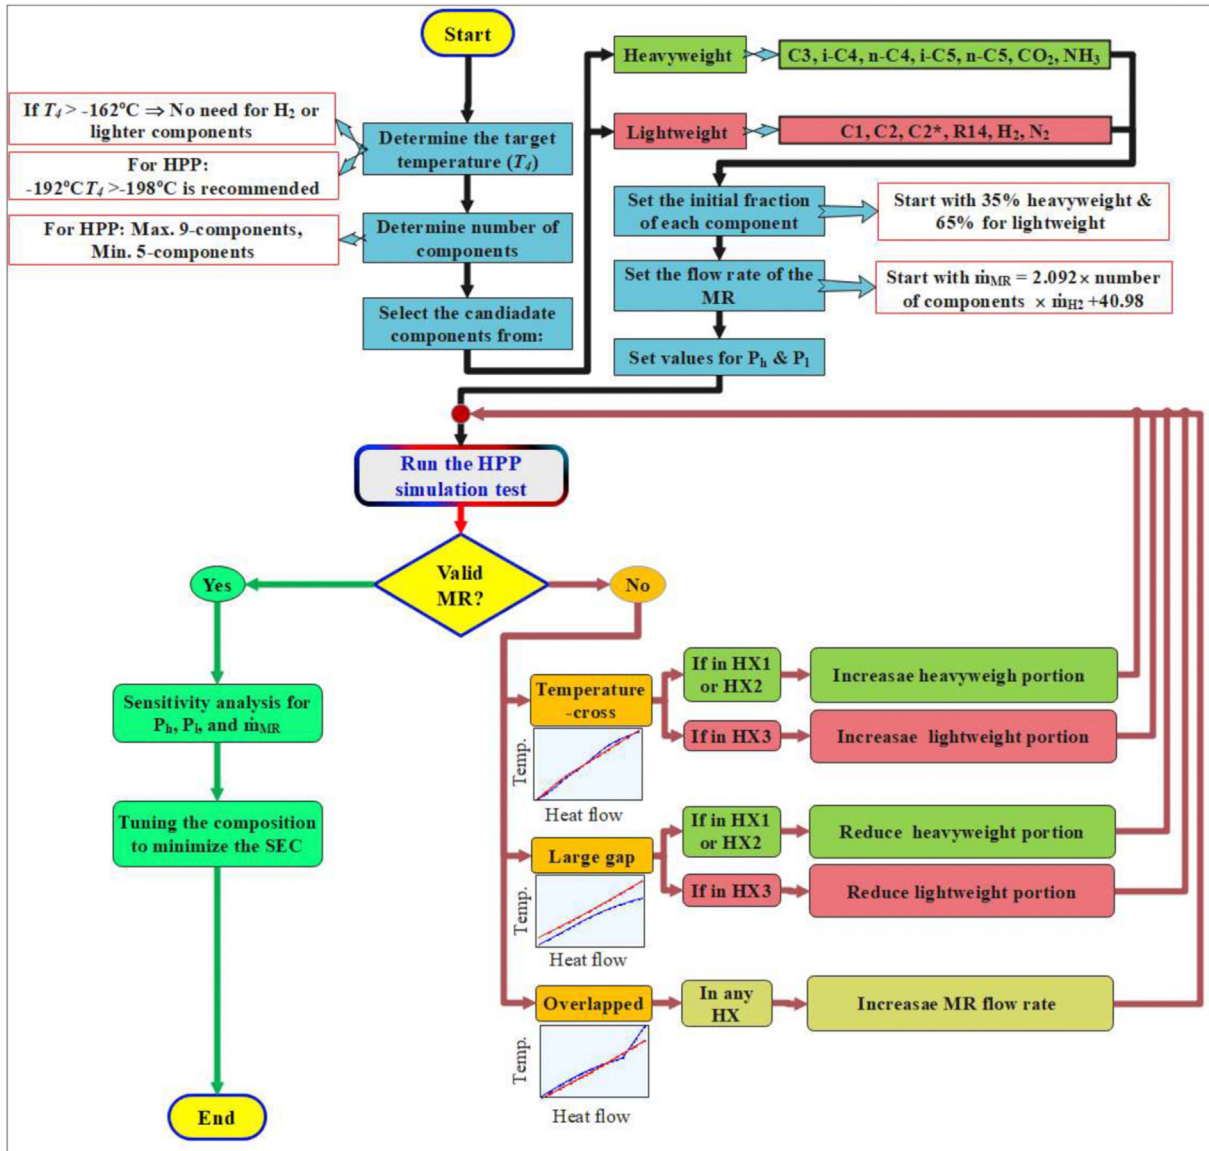 Start
If T₄ > -162°C ⇒ No need for H₂ or
lighter components
For HPP:
-192°CT₄ >-198°C is recommended
Determine the target
temperature (T₄)
For HPP: Max. 9-components,
Min. 5-components
Determine number of
components
Select the candiadate
components from:
Heavyweight
C3, i-C4, n-C4, i-C5, n-C5, CO₂, NH₃
Lightweight
C1, C2, C2*, R14, H₂, N₂
Set the initial fraction
of each component
Start with 35% heavyweight &
65% for lightweight
Set the flow rate of the
MR
Start with ṁMR = 2.092 × number
of components × ṁH2 +40.98
Set values for Pₕ & Pₗ
Run the HPP
simulation test
Valid
MR?
Yes
No
Sensitivity analysis for
Pₕ, Pₗ, and ṁMR
Tuning the composition
to minimize the SEC
End
Temperature
-cross
Temp.
Heat flow
If in HX1
or HX2
Increasae heavyweigh portion
If in HX3
Increasae lightweight portion
Large gap
Temp.
Heat flow
If in HX1
or HX2
Reduce heavyweight portion
If in HX3
Reduce lightweight portion
Overlapped
Temp.
Heat flow
In any
HX
Increasae MR flow rate